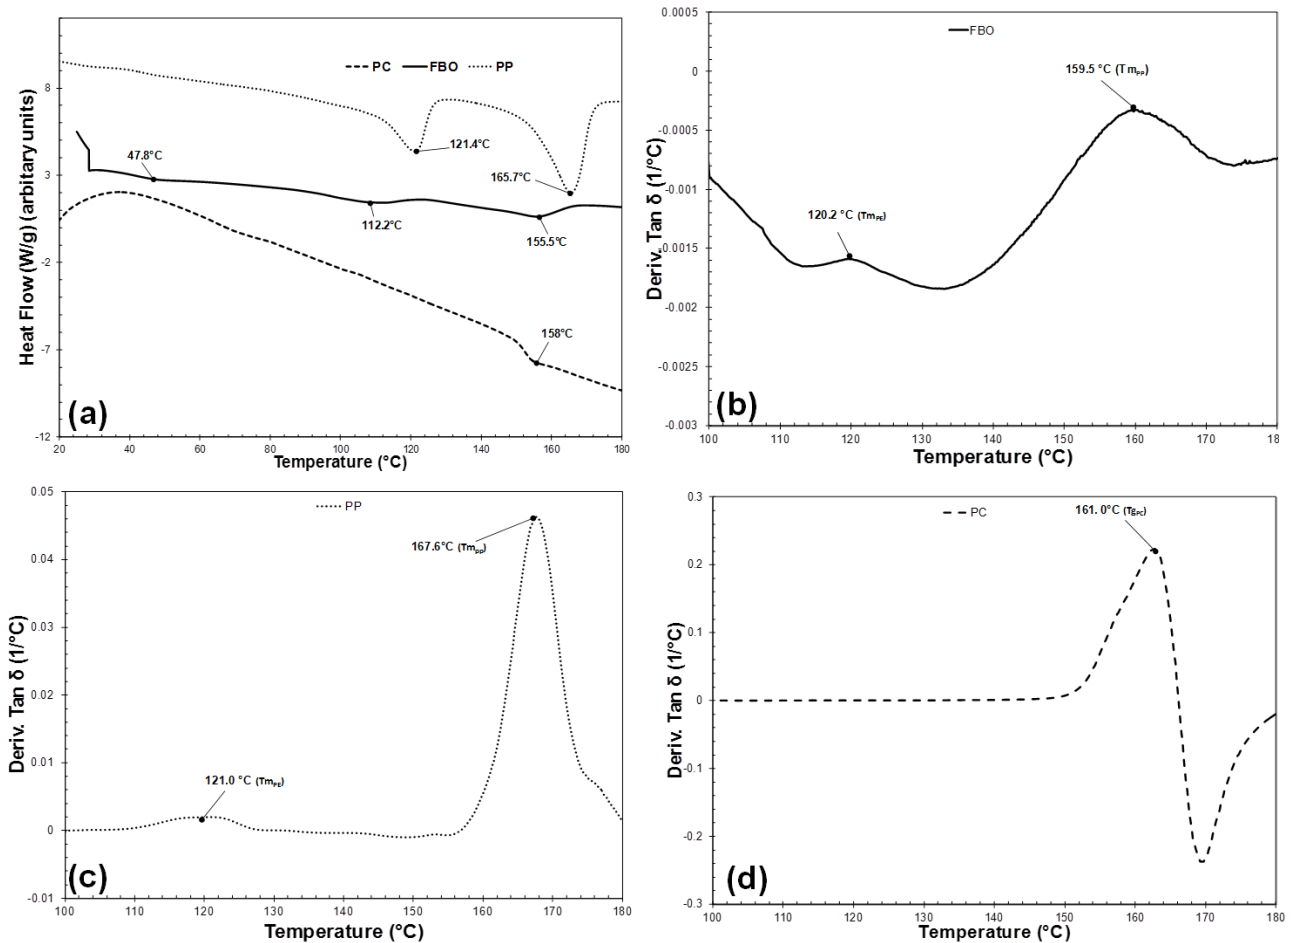 PC FBO PP
Heat Flow (W/g) (arbitrary units)
8
3
-2
-7
-12
47.8°C
121.4°C
165.7°C
112.2°C
155.5°C
158°C
(a)
20 40 60 80 100 120 140 160 180
Temperature (°C)
FBO
Deriv. Tan δ (1/°C)
0.0005
0
-0.0005
-0.001
-0.0015
-0.002
-0.0025
-0.003
159.5 °C (Tmpp)
120.2 °C (TmPE)
(b)
100 110 120 130 140 150 160 170 18
Temperature (°C)
PP
Deriv. Tan δ (1/°C)
0.05
0.04
0.03
0.02
0.01
0
-0.01
167.6°C (Tmpp)
121.0 °C (TmPE)
(c)
100 120 140 160 180
Temperature (°C)
PC
Deriv. Tan δ (1/°C)
0.3
0.2
0.1
0
-0.1
-0.2
-0.3
161.0°C (TgPC)
(d)
100 110 120 130 140 150 160 170 180
Temperature (°C)